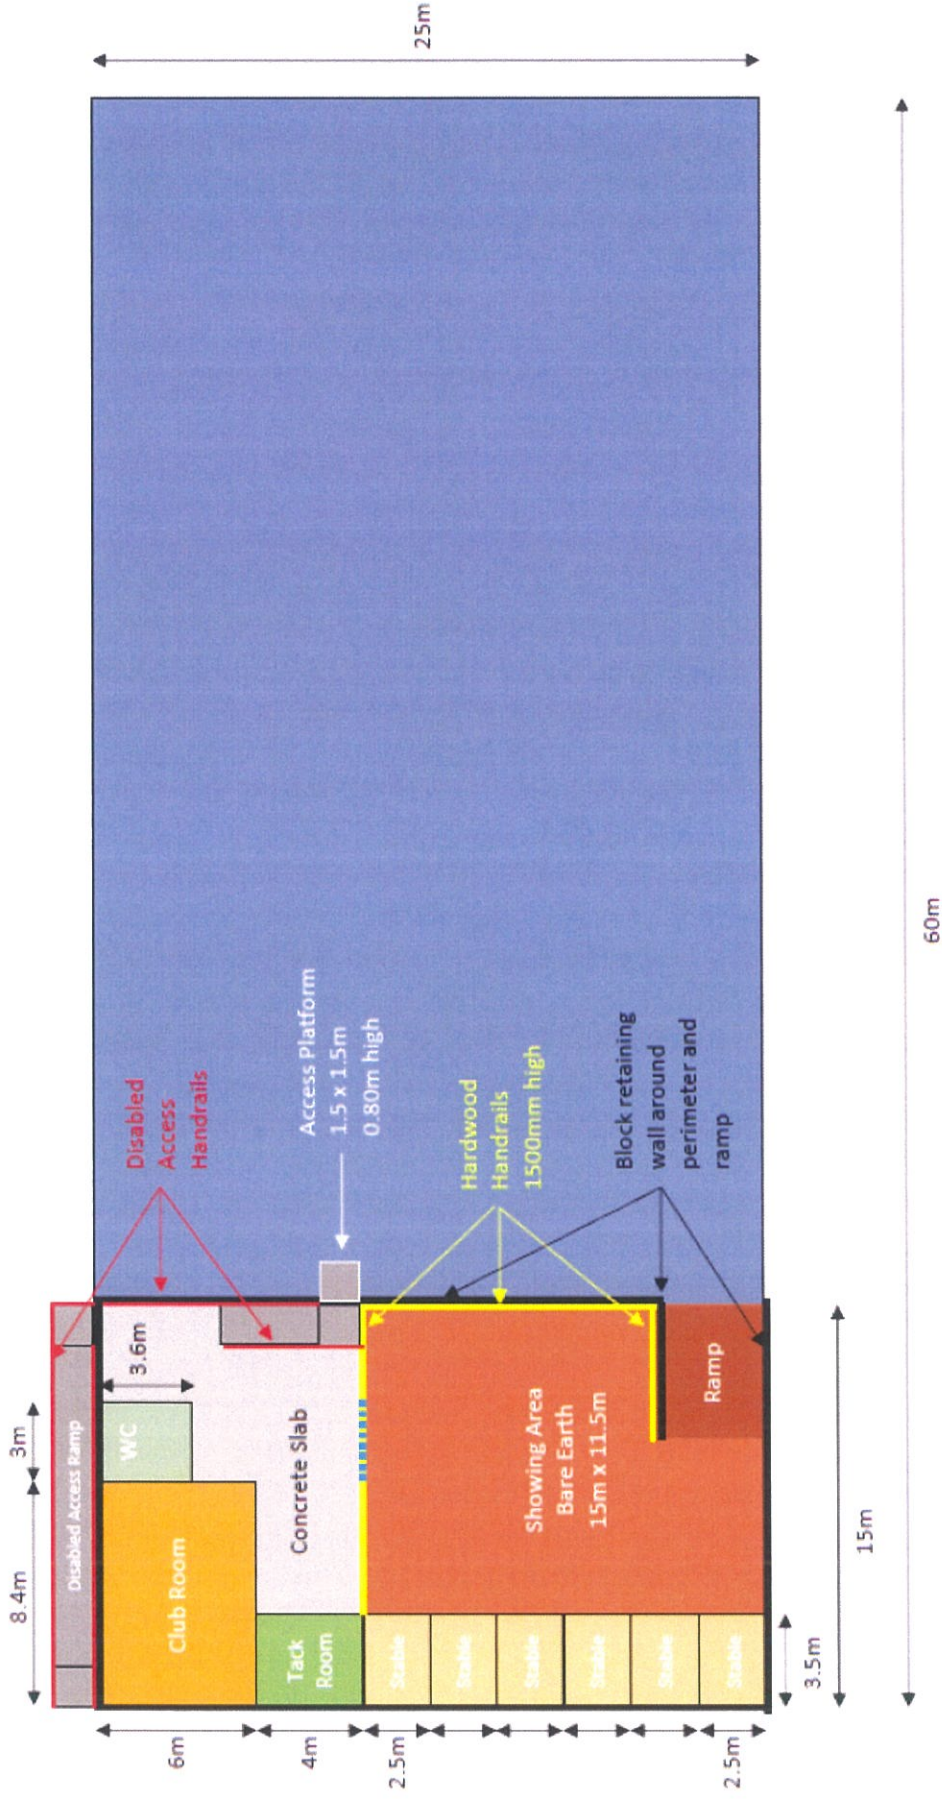 25m
Disabled
Access
Handrails
Access Platform
1.5 x 1.5m
0.80m high
Hardwood
Handrails
1500mm high
Block retaining
wall around
perimeter and
ramp
60m
Disabled Access Ramp
8.4m
3m
3.6m
WC
Club Room
Concrete Slab
Tack
Room
Showing Area
Bare Earth
15m x 11.5m
Ramp
Stable
Stable
Stable
Stable
Stable
Stable
6m
4m
2.5m
2.5m
3.5m
15m